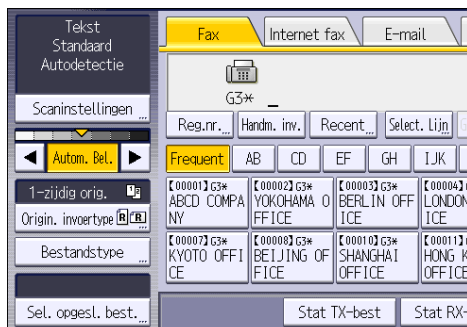 Tekst
Standaard
Autodetectie
Scaninstellingen
Autom. Bel.
1-zijdig orig.
Origin. invoertype
Bestandstype
Sel. opgesl. best.
Fax
Internet fax
E-mail
G3* _
Reg.nr.
Handm. inv.
Recent
Select. Lijn
Frequent
AB
CD
EF
GH
IJK
[00001] G3*
ABCD COMPA
NY
[00002] G3*
YOKOHAMA O
FFICE
[00003] G3*
BERLIN OFF
ICE
[00004]
LONDON
ICE
[00007] G3*
KYOTO OFFI
CE
[00008] G3*
BEIJING OF
FICE
[00010] G3*
SHANGHAI
OFFICE
[00011]
HONG K
OFFICE
Stat TX-best
Stat RX-